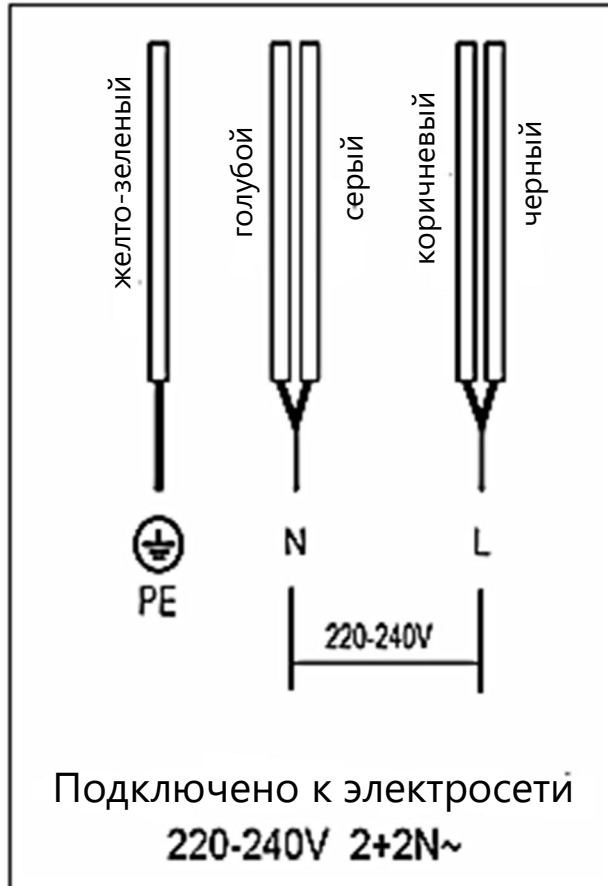 желто-зеленый
голубой
серый
коричневый
черный
PE
N
L
220-240V
Подключено к электросети
220-240V 2+2N~